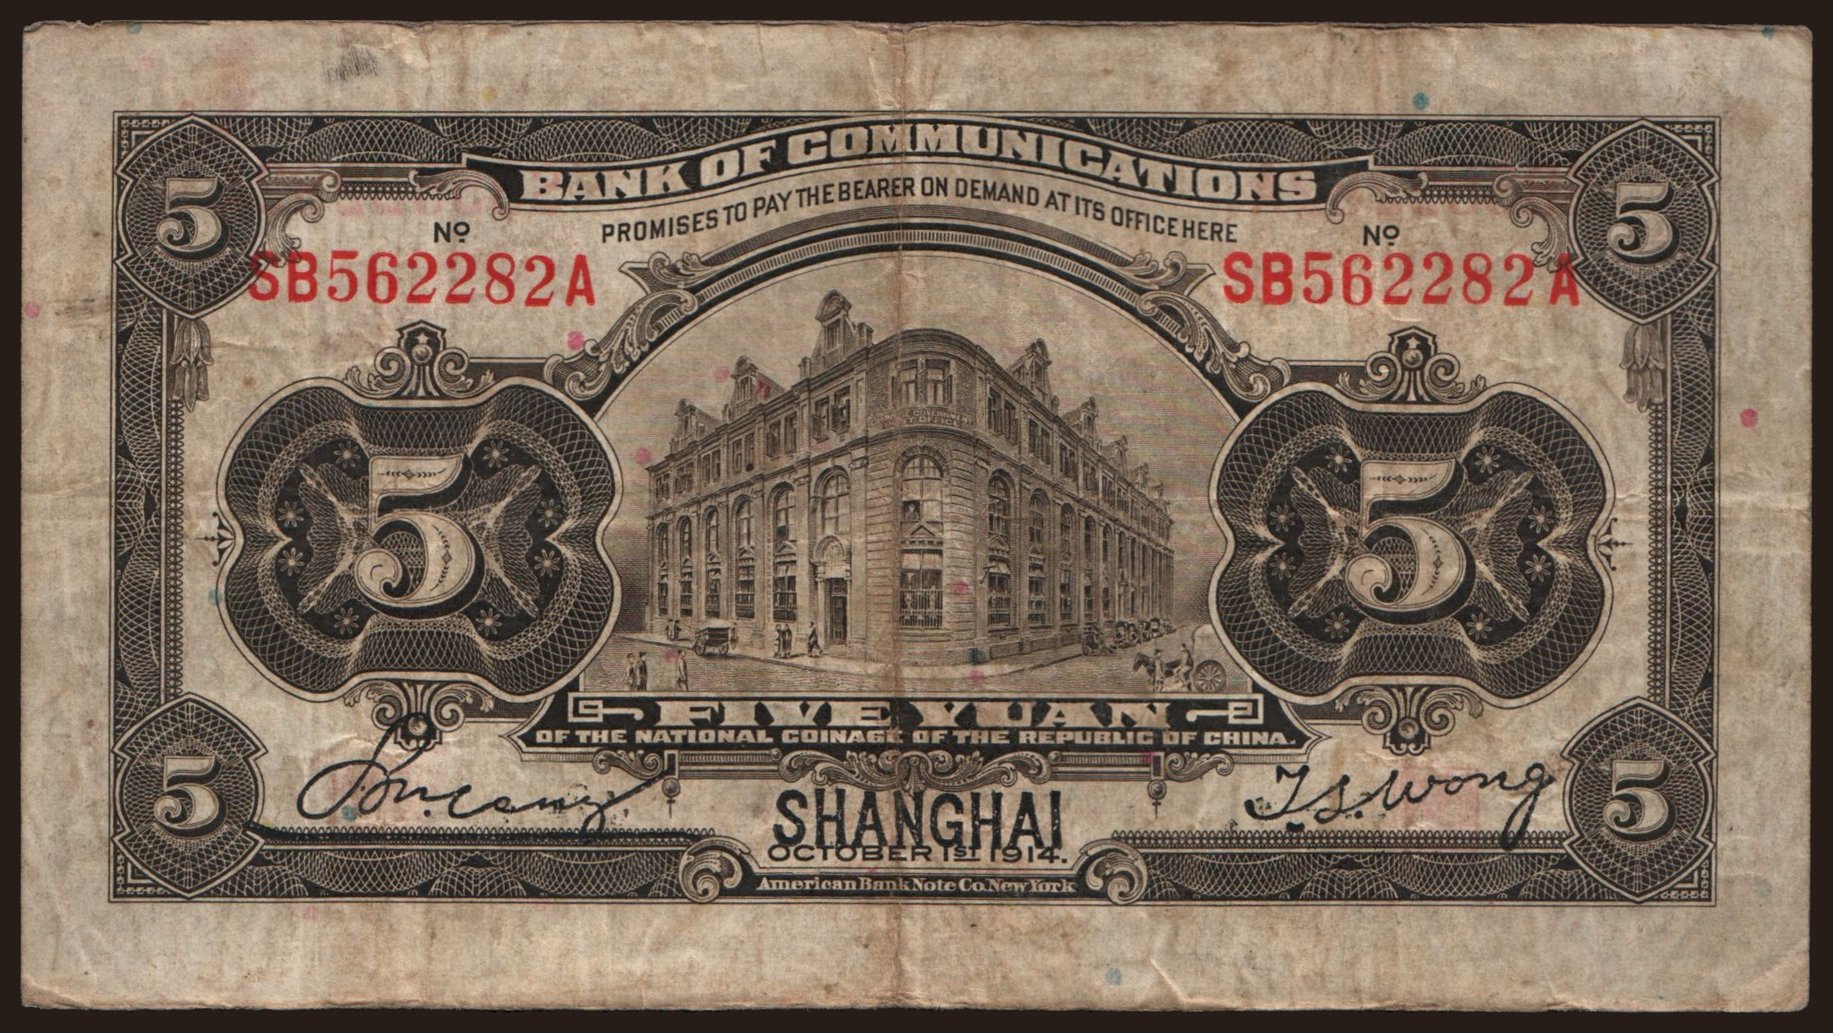 5 BANK OF COMMUNICATIONS 5
PROMISES TO PAY THE BEARER ON DEMAND AT ITS OFFICE HERE
Nº Nº
SB562282A SB562282A
5 5
FIVE YUAN
OF THE NATIONAL COINAGE OF THE REPUBLIC OF CHINA.
T. S. Wong
5 SHANGHAI 5
OCTOBER 1ST 1914.
American Bank Note Co. New York